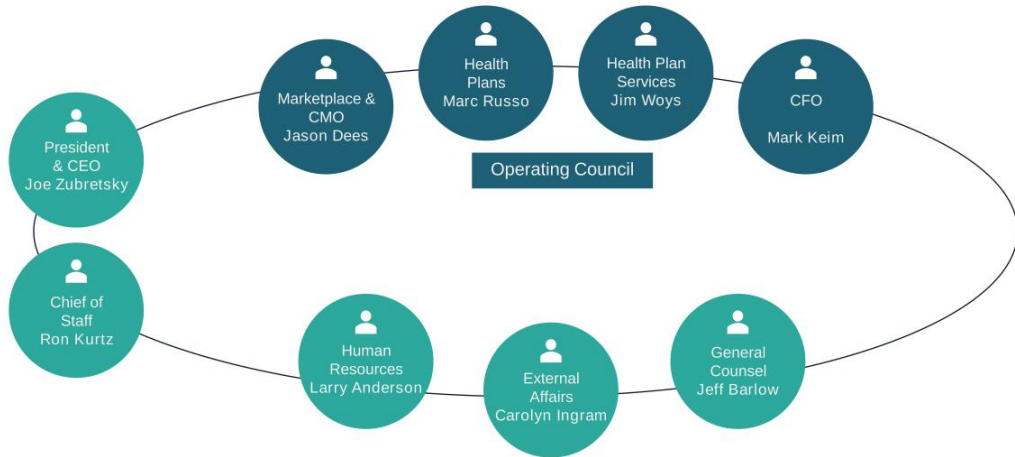 Health
Plans
Marc Russo
Health Plan
Services
Jim Woys
Marketplace &
CMO
Jason Dees
CFO
Mark Keim
President
& CEO
Joe Zubretsky
Operating Council
Chief of
Staff
Ron Kurtz
Human
Resources
Larry Anderson
External
Affairs
Carolyn Ingram
General
Counsel
Jeff Barlow